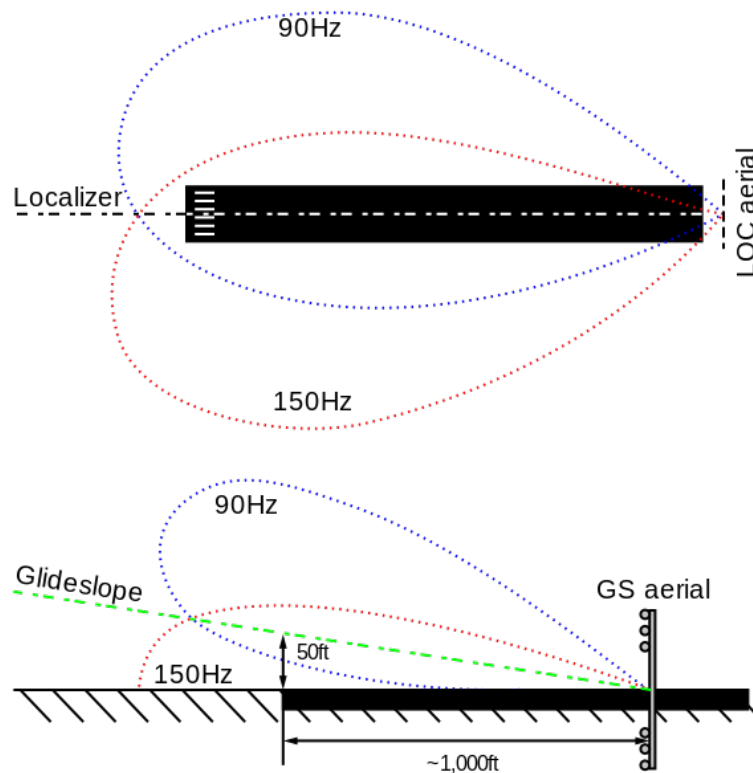 90Hz
Localizer
LOC aerial
150Hz
90Hz
Glideslope
GS aerial
50ft
150Hz
~1,000ft